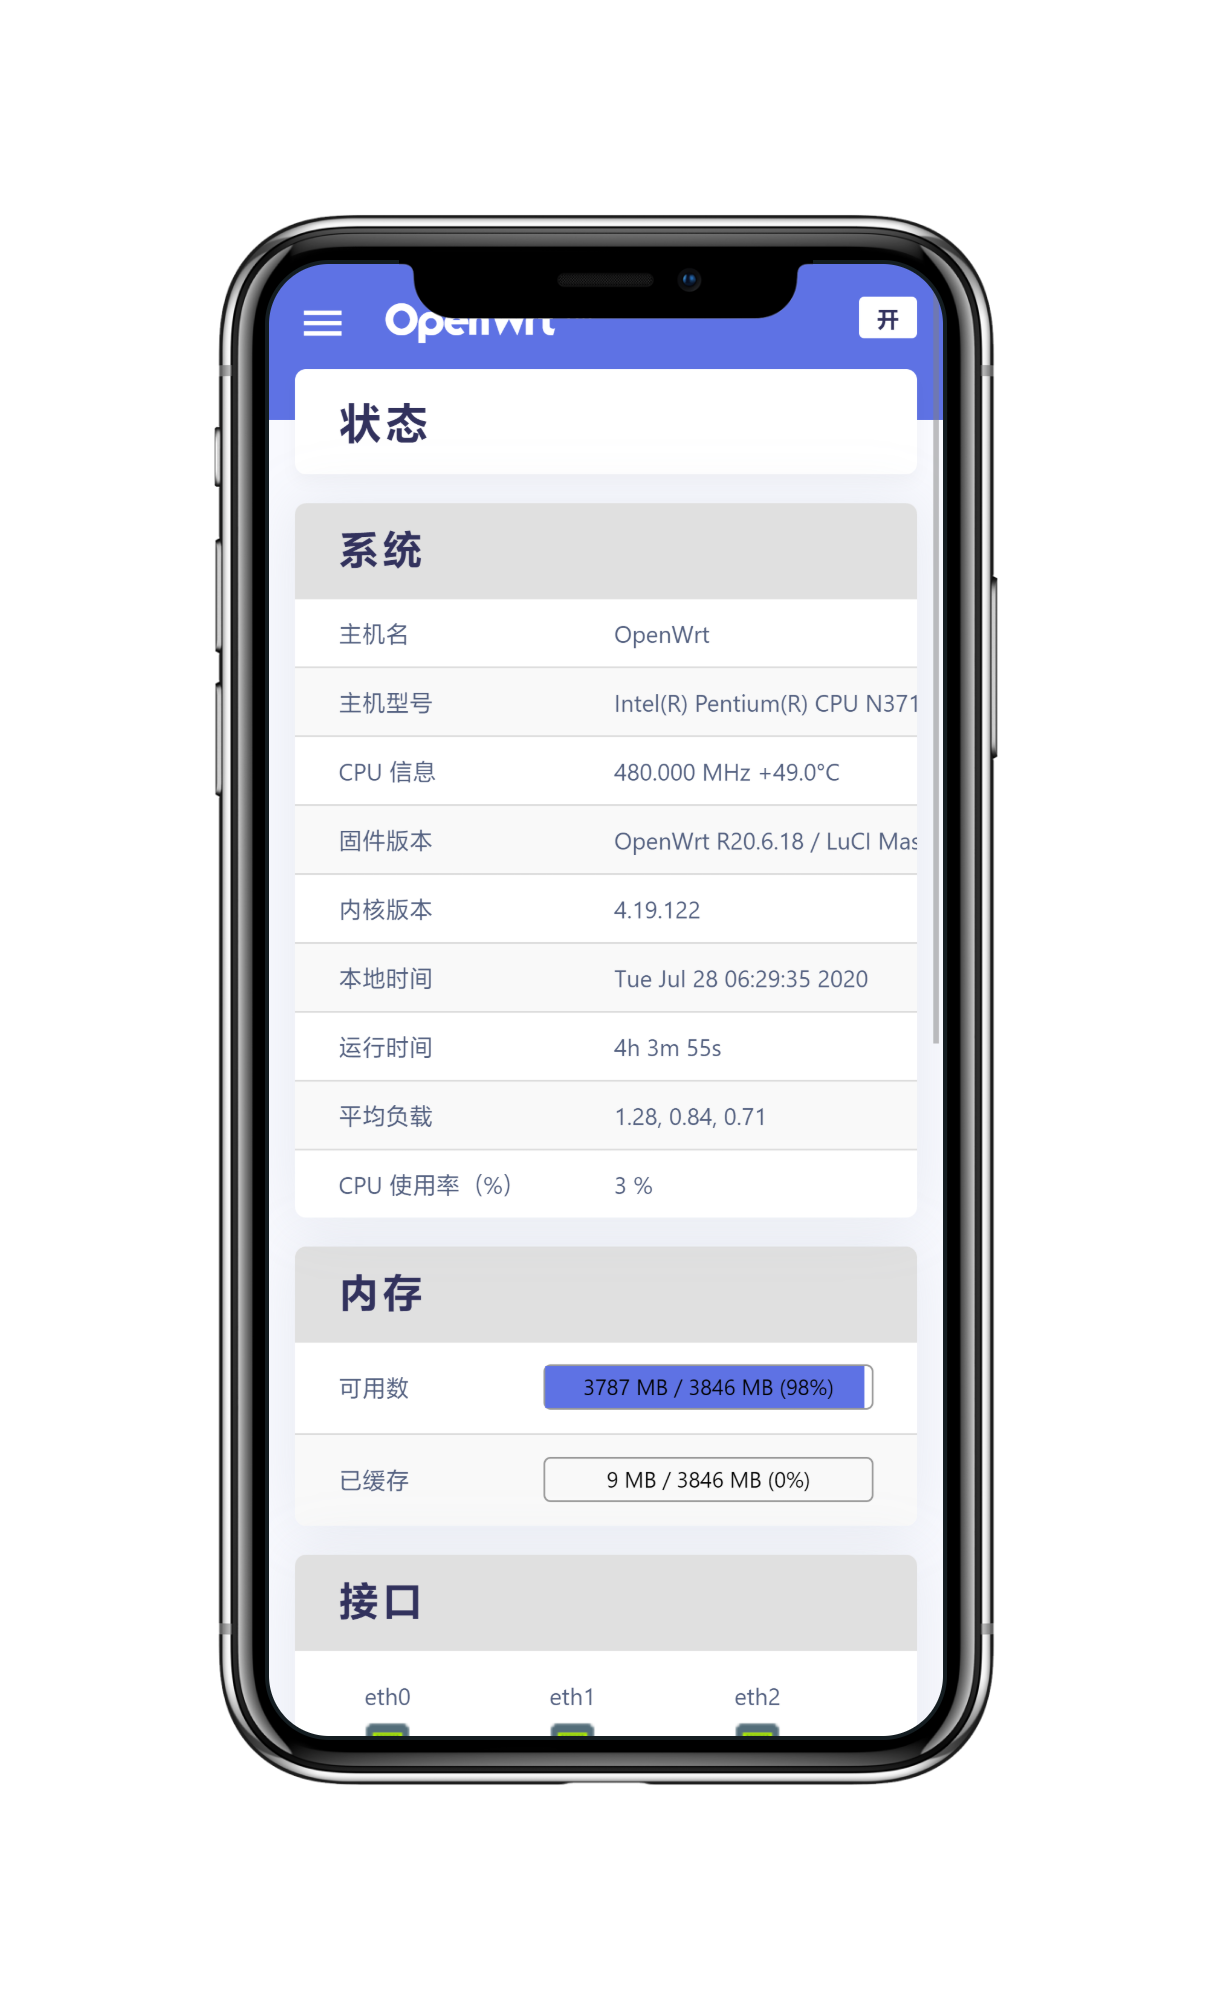 OpenWrt
开
状态
系统
主机名 OpenWrt
主机型号 Intel(R) Pentium(R) CPU N371
CPU 信息 480.000 MHz +49.0°C
固件版本 OpenWrt R20.6.18 / LuCI Mas
内核版本 4.19.122
本地时间 Tue Jul 28 06:29:35 2020
运行时间 4h 3m 55s
平均负载 1.28, 0.84, 0.71
CPU 使用率（%） 3 %
内存
可用数 3787 MB / 3846 MB (98%)
已缓存 9 MB / 3846 MB (0%)
接口
eth0 eth1 eth2